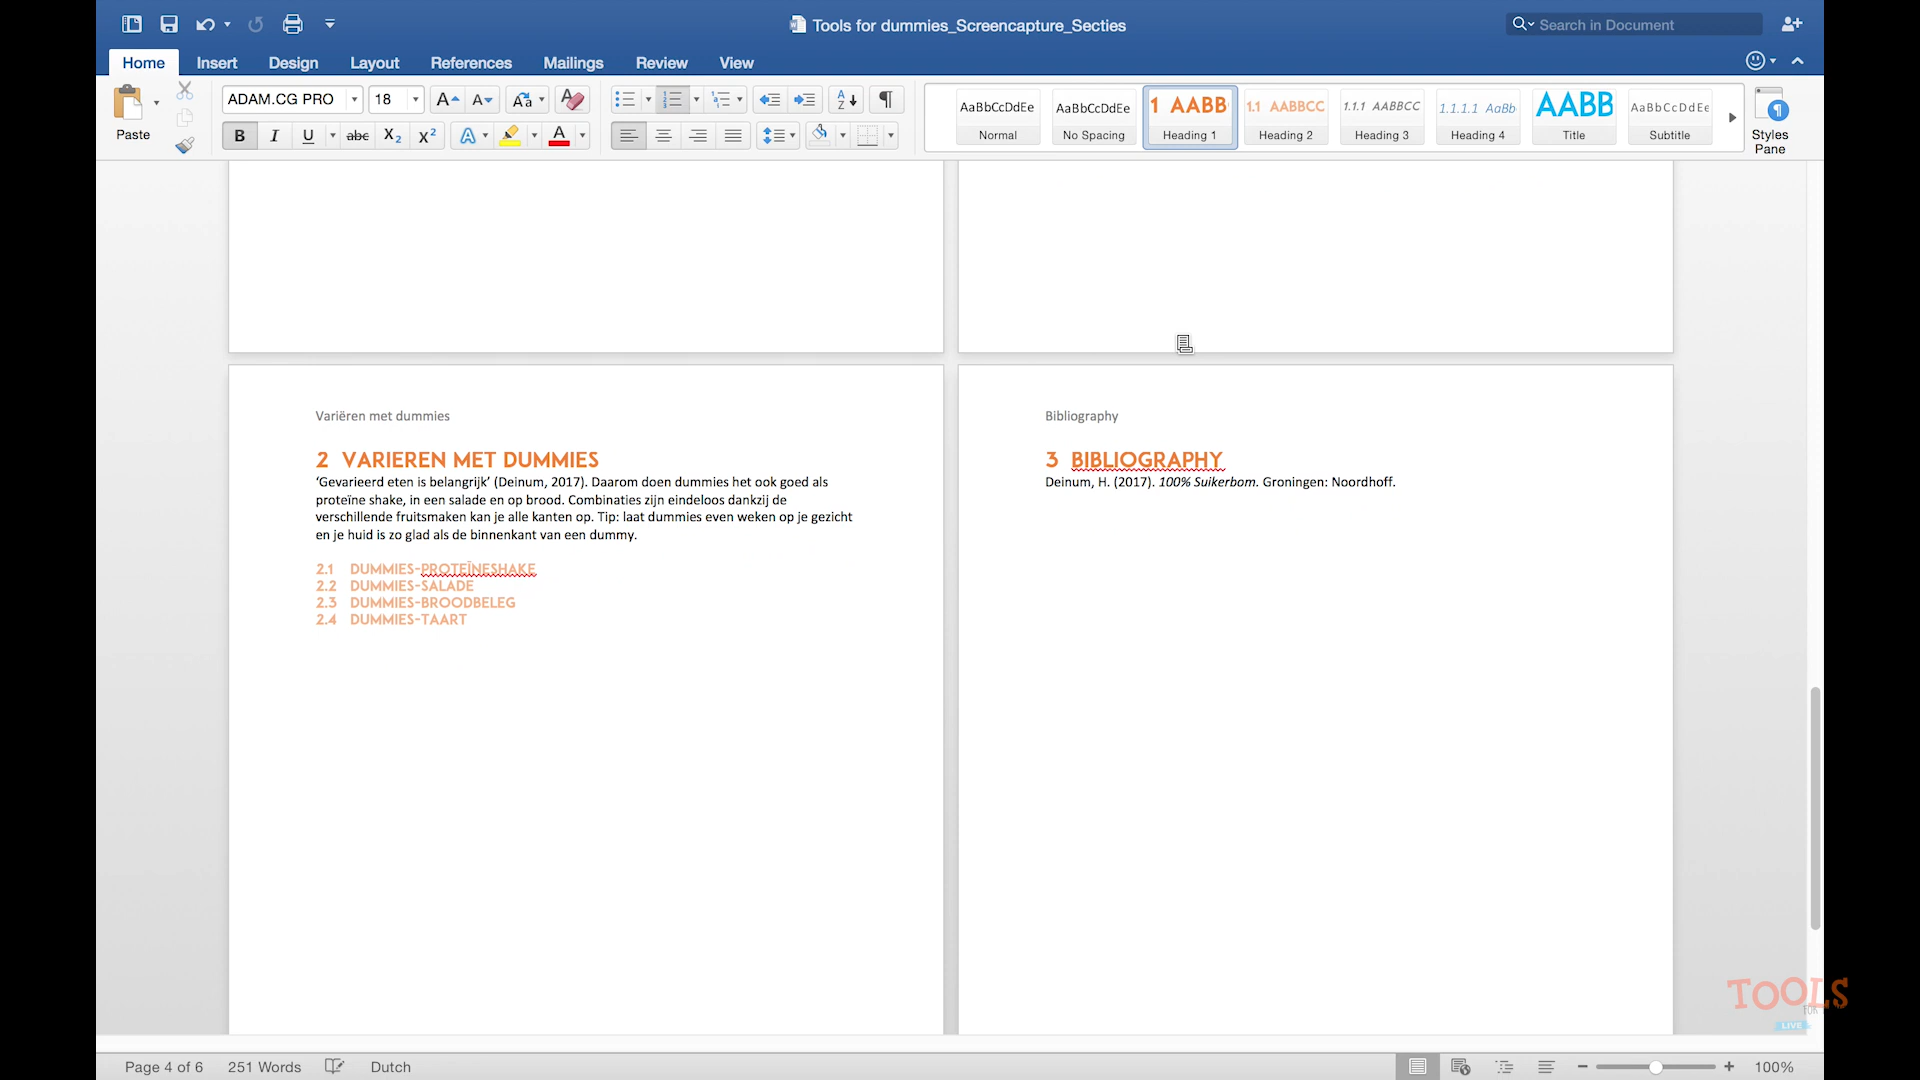 Tools for dummies_Screencapture_Secties
Search in Document
Home Insert Design Layout References Mailings Review View
Paste
ADAM.CG PRO 18
AaBbCcDdEe AaBbCcDdEe 1 AABB 1.1 AABBCC 1.1.1 AABBCC 1.1.1.1 AaBb AABB AaBbCcDdEe
Normal No Spacing Heading 1 Heading 2 Heading 3 Heading 4 Title Subtitle
Styles
Pane
Variëren met dummies
2 VARIEREN MET DUMMIES
‘Gevarieerd eten is belangrijk’ (Deinum, 2017). Daarom doen dummies het ook goed als
proteïne shake, in een salade en op brood. Combinaties zijn eindeloos dankzij de
verschillende fruitsmaken kan je alle kanten op. Tip: laat dummies even weken op je gezicht
en je huid is zo glad als de binnenkant van een dummy.
2.1 DUMMIES-PROTEÏNESHAKE
2.2 DUMMIES-SALADE
2.3 DUMMIES-BROODBELEG
2.4 DUMMIES-TAART
Bibliography
3 BIBLIOGRAPHY
Deinum, H. (2017). 100% Suikerbom. Groningen: Noordhoff.
TOOLS
LIVE
Page 4 of 6 251 Words Dutch 100%